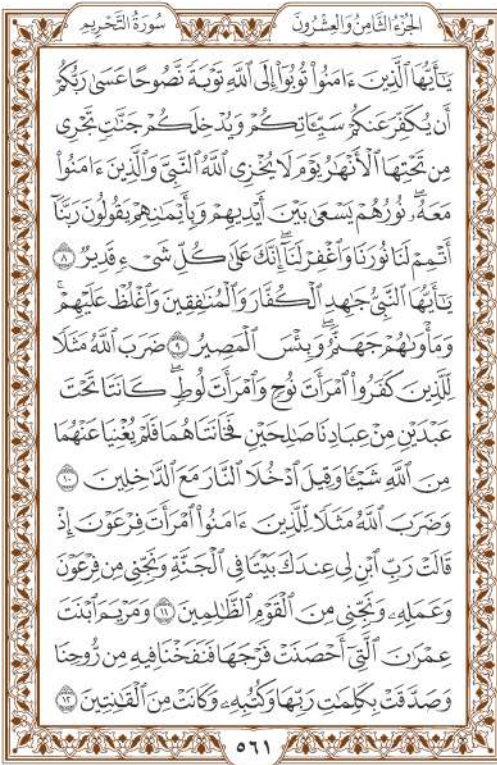 الجُزْءُ الثَّامِنُ وَالعِشْرُونَ سُورَةُ التَّحْرِيمِ
يَـٰٓأَيُّهَا ٱلَّذِينَ ءَامَنُوا۟ تُوبُوٓا۟ إِلَى ٱللَّهِ تَوْبَةً نَّصُوحًا عَسَىٰ رَبُّكُمْ
أَن يُكَفِّرَ عَنكُمْ سَيِّـَٔاتِكُمْ وَيُدْخِلَكُمْ جَنَّـٰتٍ تَجْرِى
مِن تَحْتِهَا ٱلْأَنْهَـٰرُ يَوْمَ لَا يُخْزِى ٱللَّهُ ٱلنَّبِىَّ وَٱلَّذِينَ ءَامَنُوا۟
مَعَهُۥ ۖ نُورُهُمْ يَسْعَىٰ بَيْنَ أَيْدِيهِمْ وَبِأَيْمَـٰنِهِمْ يَقُولُونَ رَبَّنَآ
أَتْمِمْ لَنَا نُورَنَا وَٱغْفِرْ لَنَآ ۖ إِنَّكَ عَلَىٰ كُلِّ شَىْءٍ قَدِيرٌ ٨
يَـٰٓأَيُّهَا ٱلنَّبِىُّ جَـٰهِدِ ٱلْكُفَّارَ وَٱلْمُنَـٰفِقِينَ وَٱغْلُظْ عَلَيْهِمْ ۚ
وَمَأْوَىٰهُمْ جَهَنَّمُ ۖ وَبِئْسَ ٱلْمَصِيرُ ٩ ضَرَبَ ٱللَّهُ مَثَلًا
لِّلَّذِينَ كَفَرُوا۟ ٱمْرَأَتَ نُوحٍ وَٱمْرَأَتَ لُوطٍ ۖ كَانَتَا تَحْتَ
عَبْدَيْنِ مِنْ عِبَادِنَا صَـٰلِحَيْنِ فَخَانَتَاهُمَا فَلَمْ يُغْنِيَا عَنْهُمَا
مِنَ ٱللَّهِ شَيْـًٔا وَقِيلَ ٱدْخُلَا ٱلنَّارَ مَعَ ٱلدَّٰخِلِينَ ١٠
وَضَرَبَ ٱللَّهُ مَثَلًا لِّلَّذِينَ ءَامَنُوا۟ ٱمْرَأَتَ فِرْعَوْنَ إِذْ
قَالَتْ رَبِّ ٱبْنِ لِى عِندَكَ بَيْتًا فِى ٱلْجَنَّةِ وَنَجِّنِى مِن فِرْعَوْنَ
وَعَمَلِهِۦ وَنَجِّنِى مِنَ ٱلْقَوْمِ ٱلظَّـٰلِمِينَ ١١ وَمَرْيَمَ ٱبْنَتَ
عِمْرَٰنَ ٱلَّتِىٓ أَحْصَنَتْ فَرْجَهَا فَنَفَخْنَا فِيهِ مِن رُّوحِنَا
وَصَدَّقَتْ بِكَلِمَـٰتِ رَبِّهَا وَكُتُبِهِۦ وَكَانَتْ مِنَ ٱلْقَـٰنِتِينَ ١٢
٥٦١